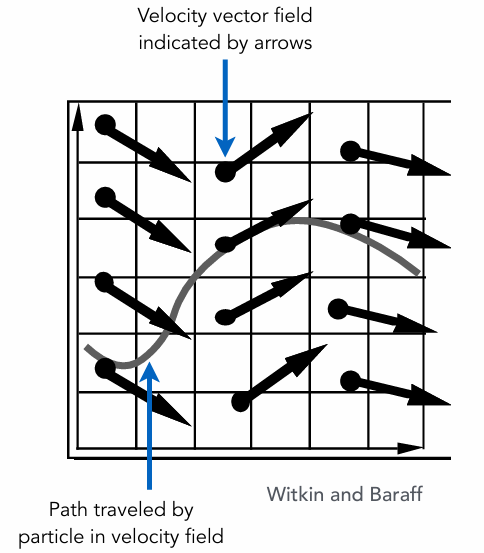 Velocity vector field
indicated by arrows
Witkin and Baraff
Path traveled by
particle in velocity field